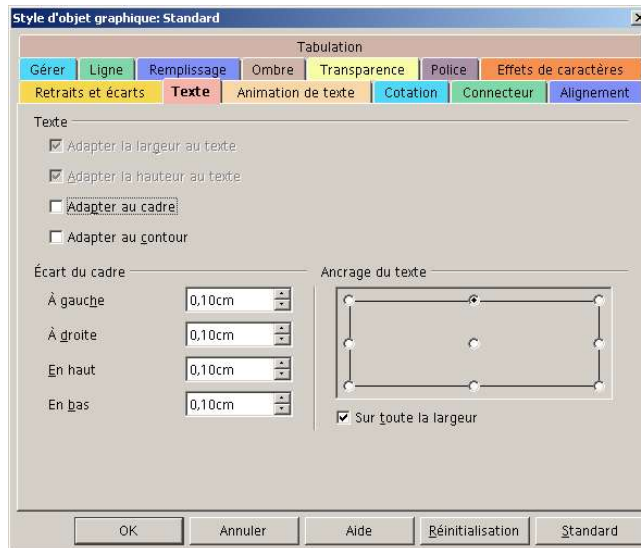 Style d'objet graphique: Standard
Tabulation
Gérer Ligne Remplissage Ombre Transparence Police Effets de caractères
Retraits et écarts Texte Animation de texte Cotation Connecteur Alignement
Texte
Adapter la largeur au texte
Adapter la hauteur au texte
Adapter au cadre
Adapter au contour
Écart du cadre Ancrage du texte
À gauche 0,10cm
À droite 0,10cm
En haut 0,10cm
En bas 0,10cm
Sur toute la largeur
OK Annuler Aide Réinitialisation Standard